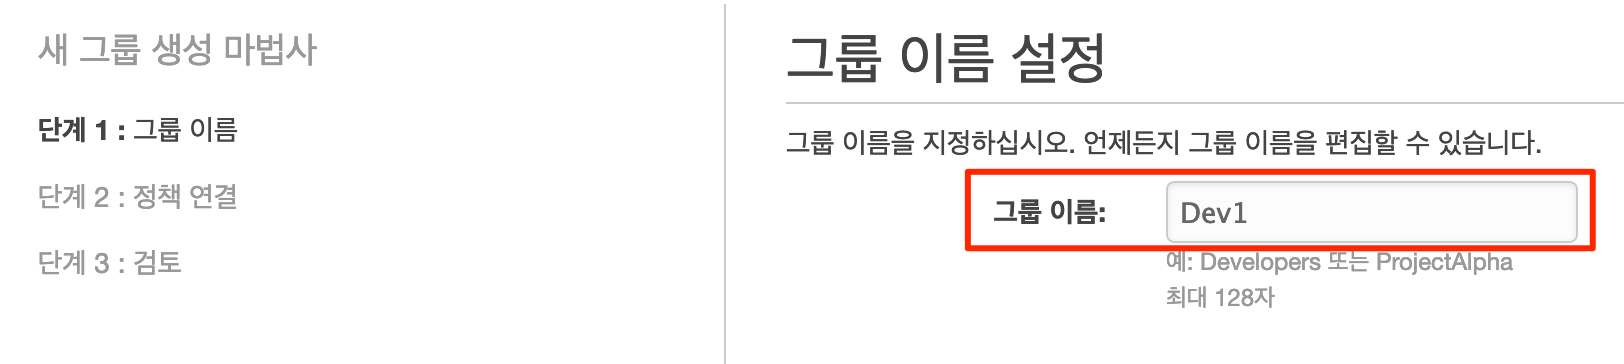 새 그룹 생성 마법사
단계 1 : 그룹 이름
단계 2 : 정책 연결
단계 3 : 검토
그룹 이름 설정
그룹 이름을 지정하십시오. 언제든지 그룹 이름을 편집할 수 있습니다.
그룹 이름: Dev1
예: Developers 또는 ProjectAlpha
최대 128자